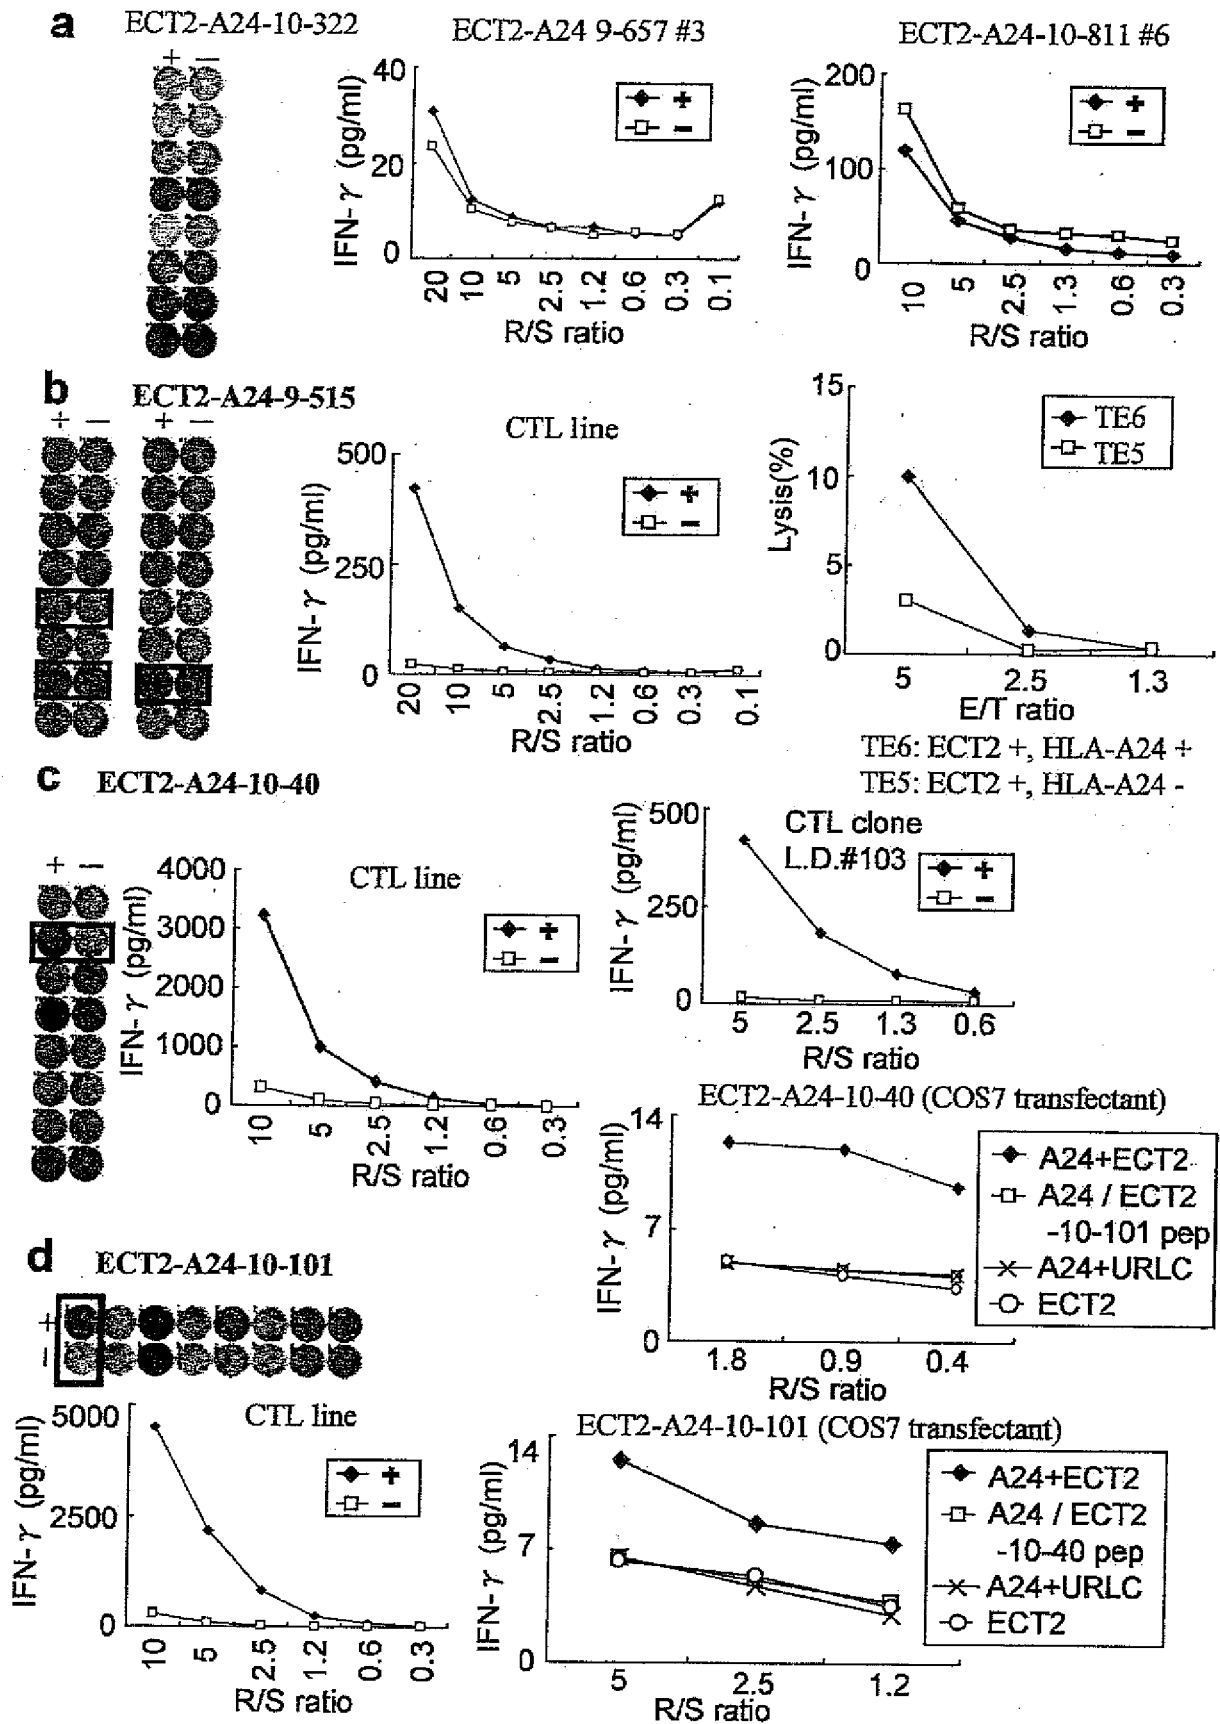 a ECT2-A24-10-322
+ −
ECT2-A24 9-657 #3
40
20
0
IFN-γ (pg/ml)
+
−
20 10 5 2.5 1.2 0.6 0.3 0.1
R/S ratio
ECT2-A24-10-811 #6
200
100
0
IFN-γ (pg/ml)
+
−
10 5 2.5 1.3 0.6 0.3
R/S ratio
b ECT2-A24-9-515
+ − + −
CTL line
500
250
0
IFN-γ (pg/ml)
+
−
20 10 5 2.5 1.2 0.6 0.3 0.1
R/S ratio
15
10
5
0
Lysis(%)
TE6
TE5
5 2.5 1.3
E/T ratio
TE6: ECT2 +, HLA-A24 +
TE5: ECT2 +, HLA-A24 -
c ECT2-A24-10-40
+ −
CTL line
4000
3000
2000
1000
0
IFN-γ (pg/ml)
+
−
10 5 2.5 1.2 0.6 0.3
R/S ratio
CTL clone
L.D.#103
500
250
0
IFN-γ (pg/ml)
+
−
5 2.5 1.3 0.6
R/S ratio
ECT2-A24-10-40 (COS7 transfectant)
14
7
0
IFN-γ (pg/ml)
A24+ECT2
A24 / ECT2
-10-101 pep
A24+URLC
ECT2
1.8 0.9 0.4
R/S ratio
d ECT2-A24-10-101
+
−
CTL line
5000
2500
0
IFN-γ (pg/ml)
+
−
10 5 2.5 1.2 0.6 0.3
R/S ratio
ECT2-A24-10-101 (COS7 transfectant)
14
7
0
IFN-γ (pg/ml)
A24+ECT2
A24 / ECT2
-10-40 pep
A24+URLC
ECT2
5 2.5 1.2
R/S ratio